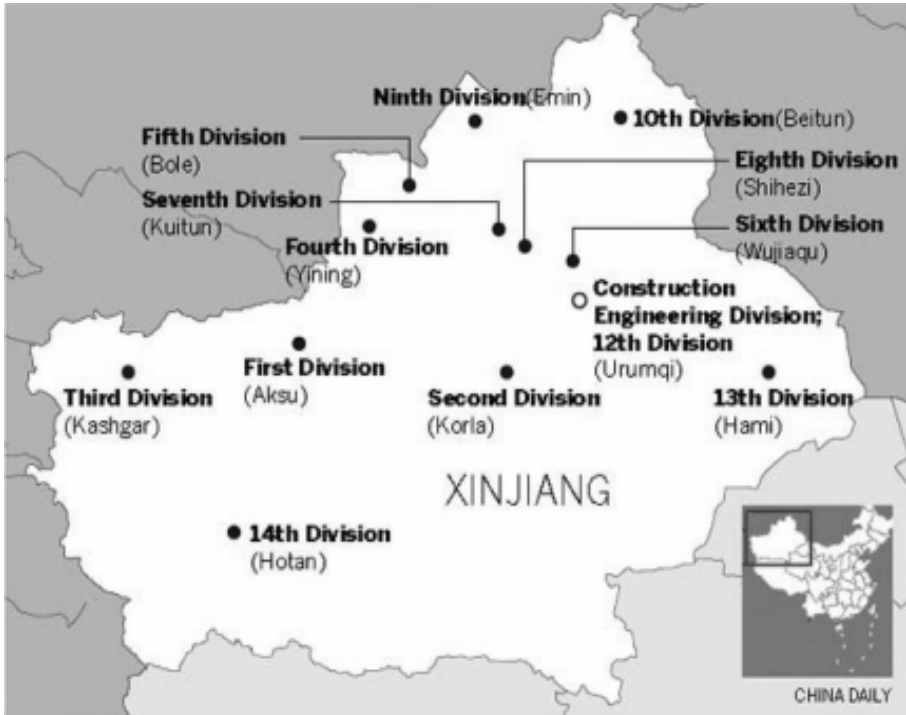 Ninth Division(Emin)
10th Division(Beitun)
Fifth Division
(Bole)
Eighth Division
(Shihezi)
Seventh Division
(Kuitun)
Sixth Division
(Wujiaqu)
Fourth Division
(Yining)
Construction
Engineering Division;
12th Division
(Urumqi)
First Division
(Aksu)
Third Division
(Kashgar)
Second Division
(Korla)
13th Division
(Hami)
XINJIANG
14th Division
(Hotan)
CHINA DAILY